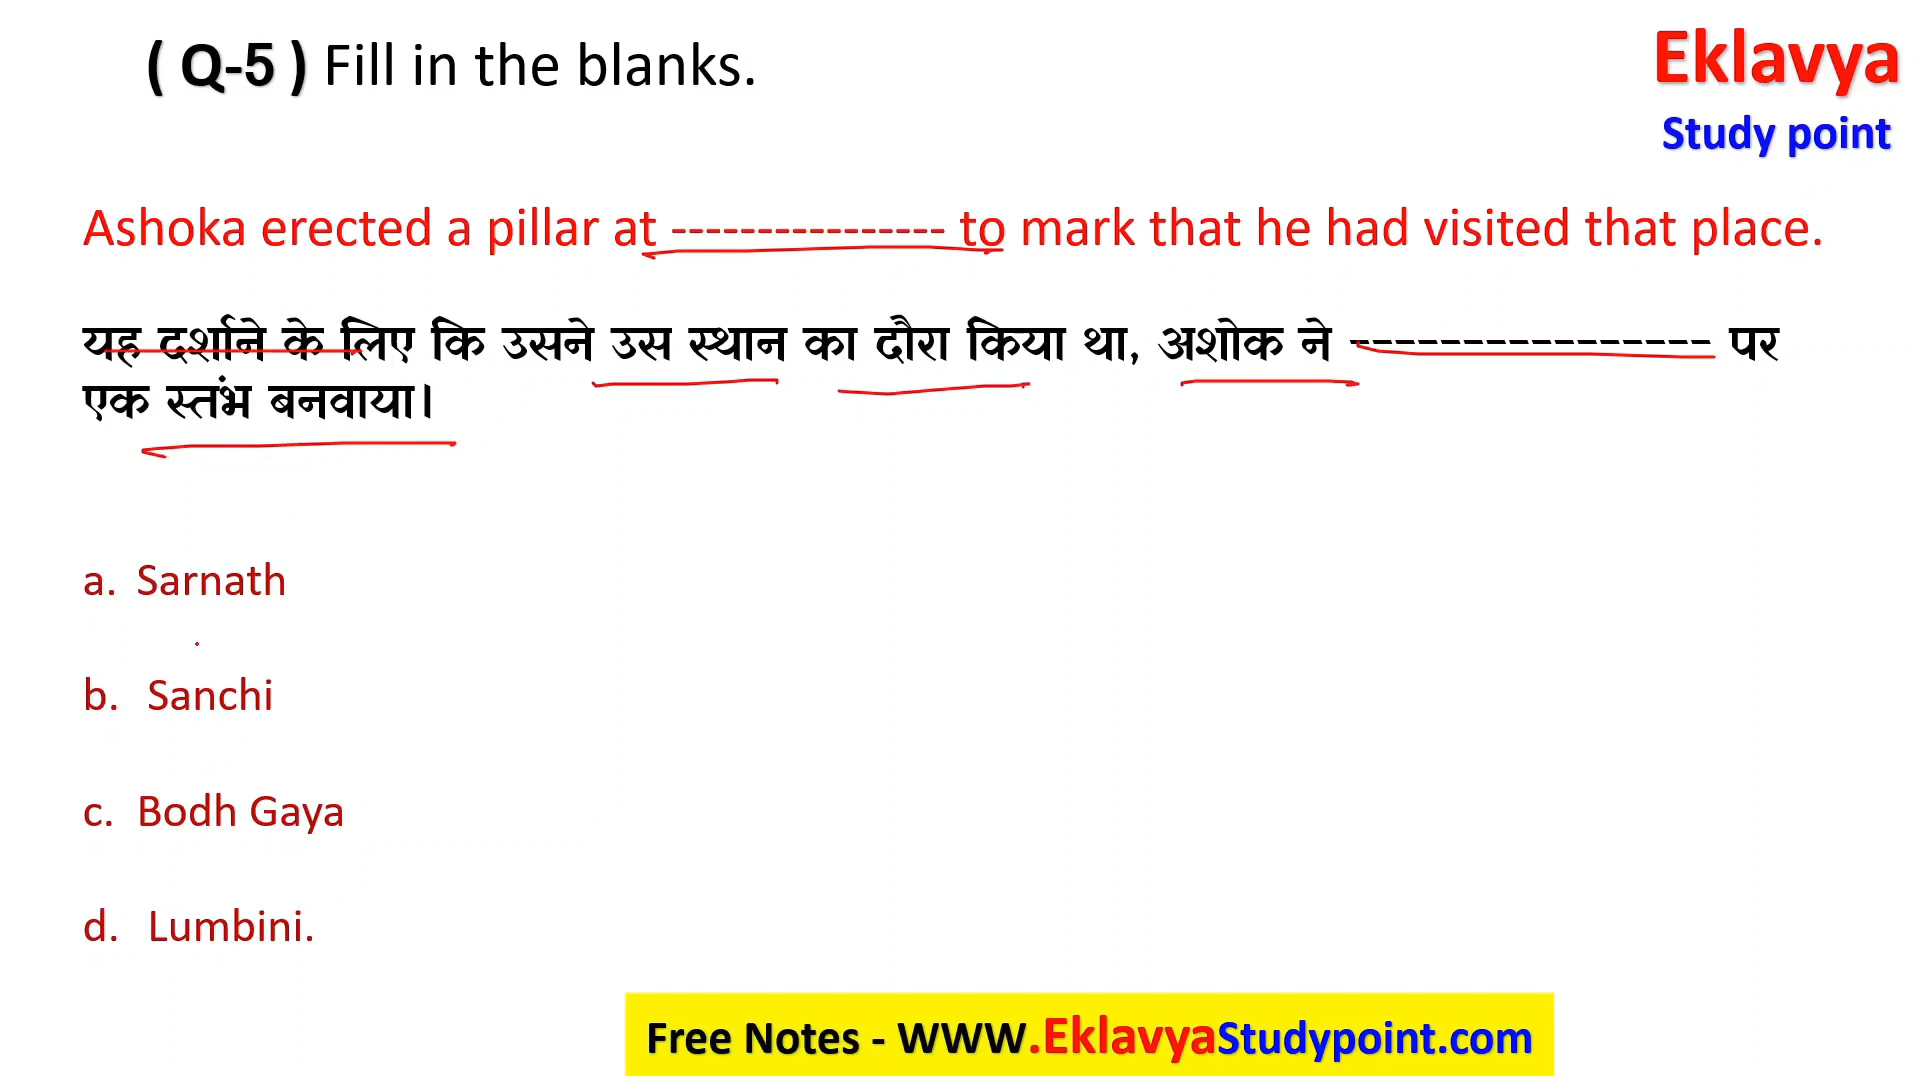 ( Q-5 ) Fill in the blanks.
Eklavya
Study point
Ashoka erected a pillar at ---------------- to mark that he had visited that place.
यह दर्शाने के लिए कि उसने उस स्थान का दौरा किया था, अशोक ने ---------------- पर
एक स्तंभ बनवाया।
a. Sarnath
b. Sanchi
c. Bodh Gaya
d. Lumbini.
Free Notes - WWW.EklavyaStudypoint.com